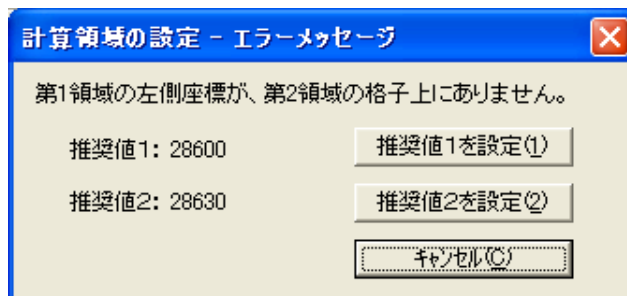 計算領域の設定 - エラーメッセージ
第1領域の左側座標が、第2領域の格子上にありません。
推奨値1: 28600 推奨値1を設定(1)
推奨値2: 28630 推奨値2を設定(2)
キャンセル(C)